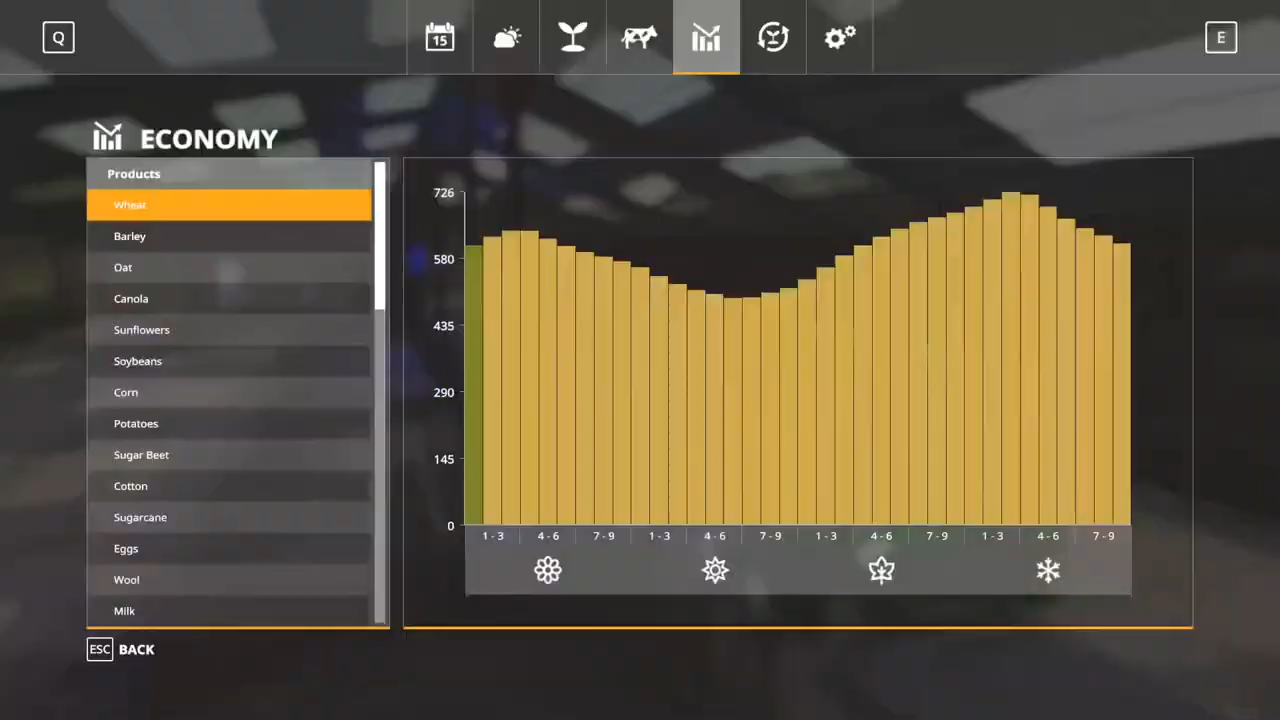 Q
15
E
ECONOMY
Products
Wheat
Barley
Oat
Canola
Sunflowers
Soybeans
Corn
Potatoes
Sugar Beet
Cotton
Sugarcane
Eggs
Wool
Milk
726
580
435
290
145
0
1 - 3 4 - 6 7 - 9 1 - 3 4 - 6 7 - 9 1 - 3 4 - 6 7 - 9 1 - 3 4 - 6 7 - 9
ESC BACK